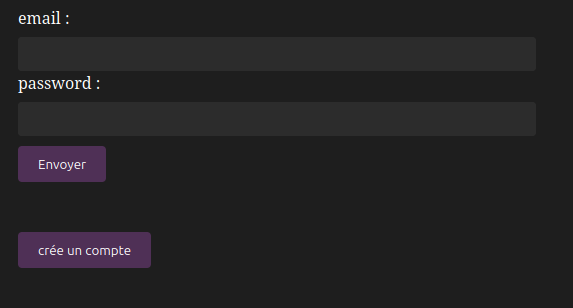 email :
password :
Envoyer
crée un compte